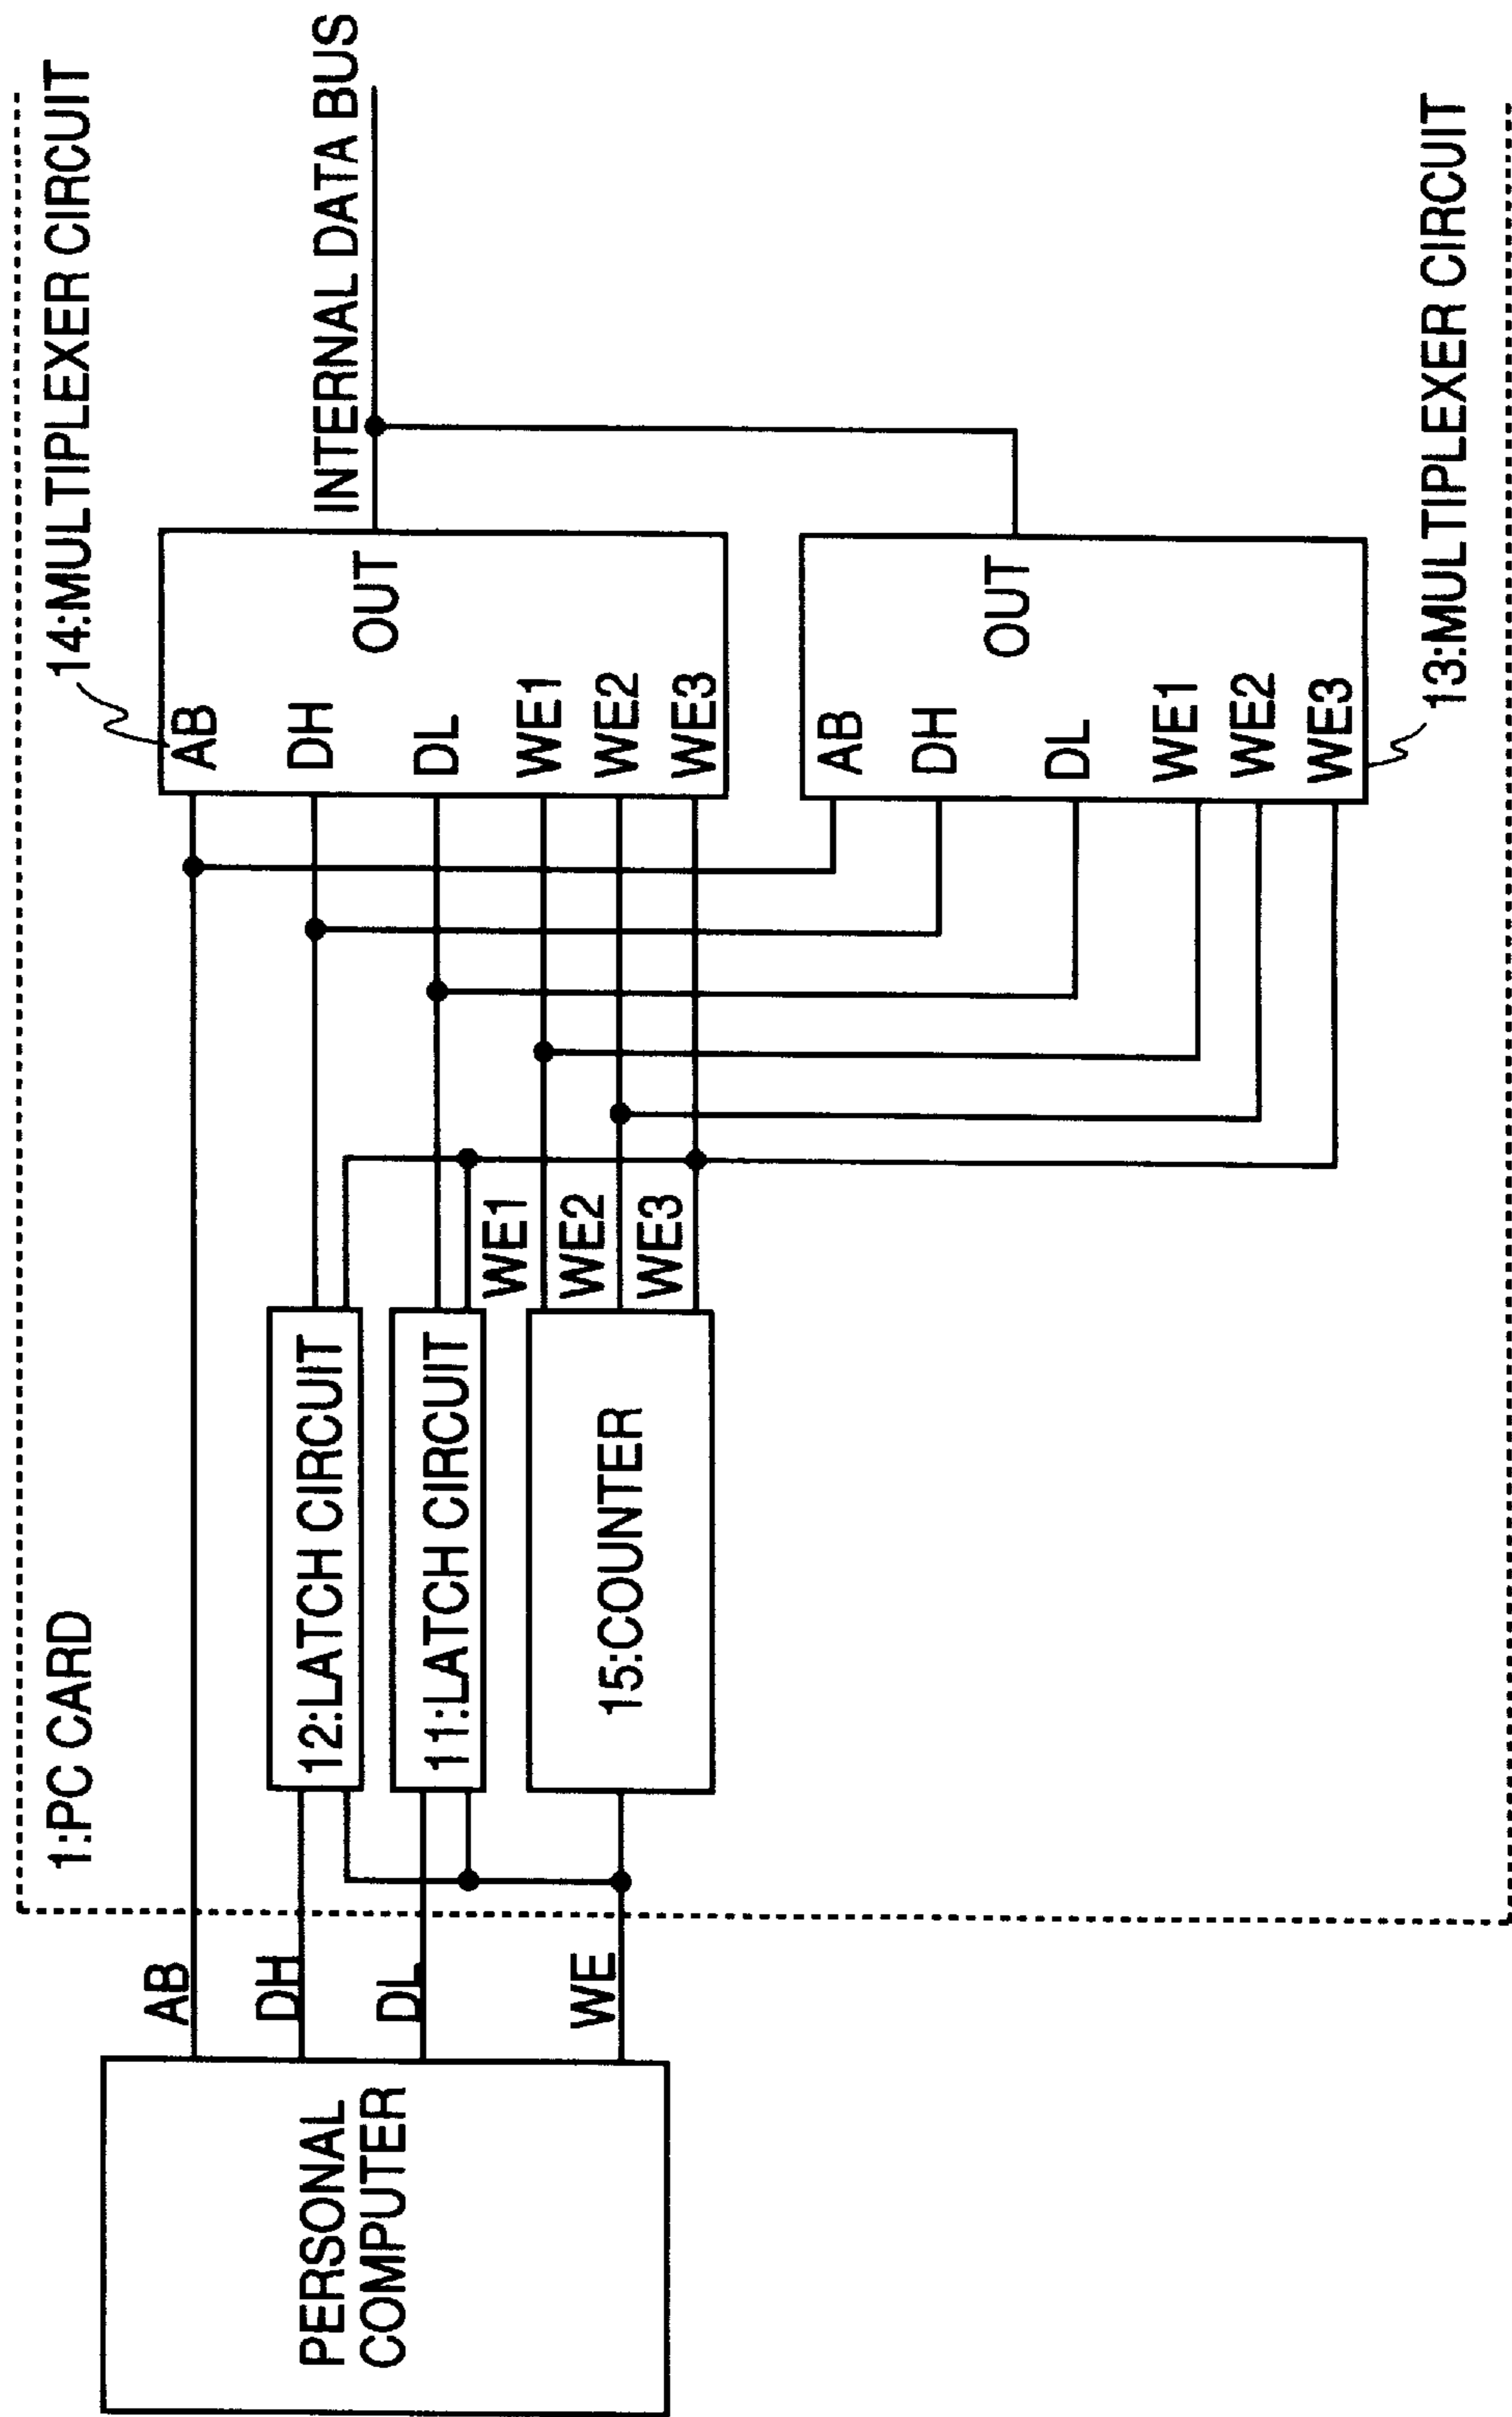 1:PC CARD
14:MULTIPLEXER CIRCUIT
AB
AB
DH
12:LATCH CIRCUIT
DH
OUT
INTERNAL DATA BUS
DL
11:LATCH CIRCUIT
DL
PERSONAL
COMPUTER
WE
15:COUNTER
WE1
WE2
WE3
WE1
WE2
WE3
AB
DH
DL
OUT
WE1
WE2
WE3
13:MULTIPLEXER CIRCUIT